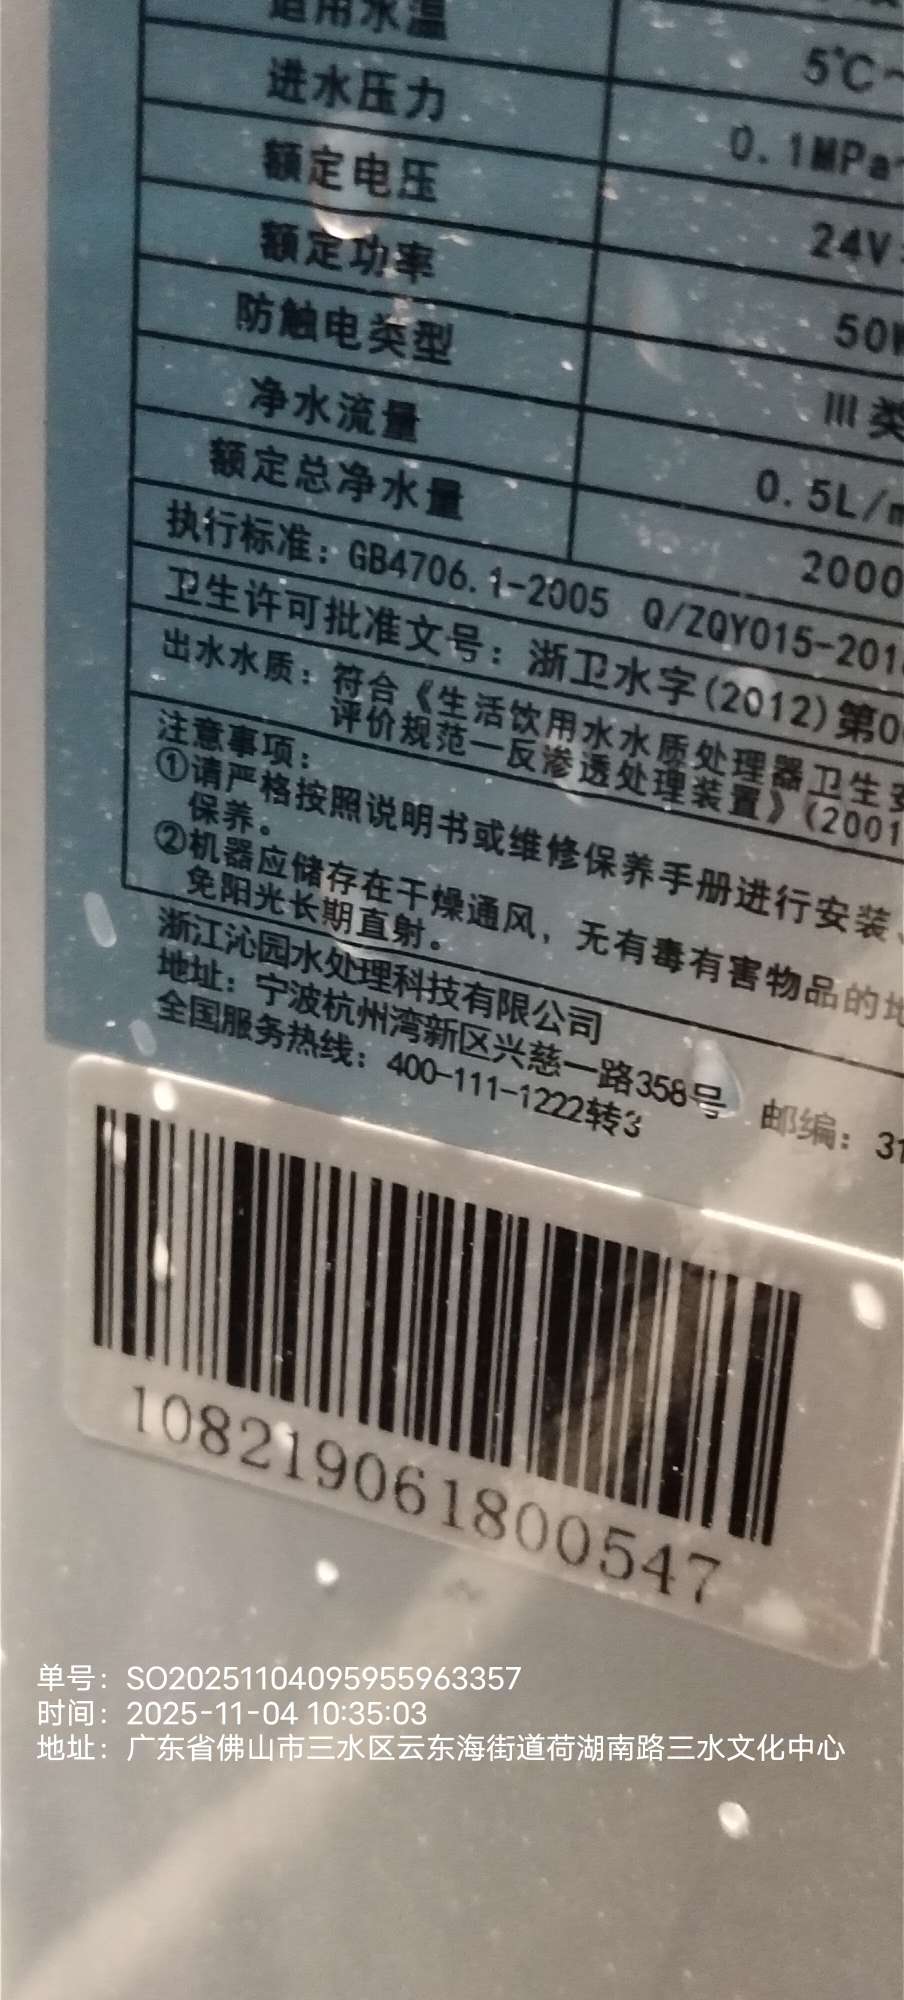 适用水温 5℃~
进水压力 0.1MPa~
额定电压 24V
额定功率 50W
防触电类型 III类
净水流量 0.5L/m
额定总净水量 2000
执行标准：GB4706.1-2005 Q/ZQY015-201
卫生许可批准文号：浙卫水字(2012)第0
出水水质：符合《生活饮用水水质处理器卫生安
评价规范—反渗透处理装置》(2001
注意事项：
①请严格按照说明书或维修保养手册进行安装、
保养。
②机器应储存在干燥通风，无有毒有害物品的地
免阳光长期直射。
浙江沁园水处理科技有限公司
地址：宁波杭州湾新区兴慈一路358号 邮编：31
全国服务热线：400-111-1222转3
108219061800547
单号：SO20251104095955963357
时间：2025-11-04 10:35:03
地址：广东省佛山市三水区云东海街道荷湖南路三水文化中心